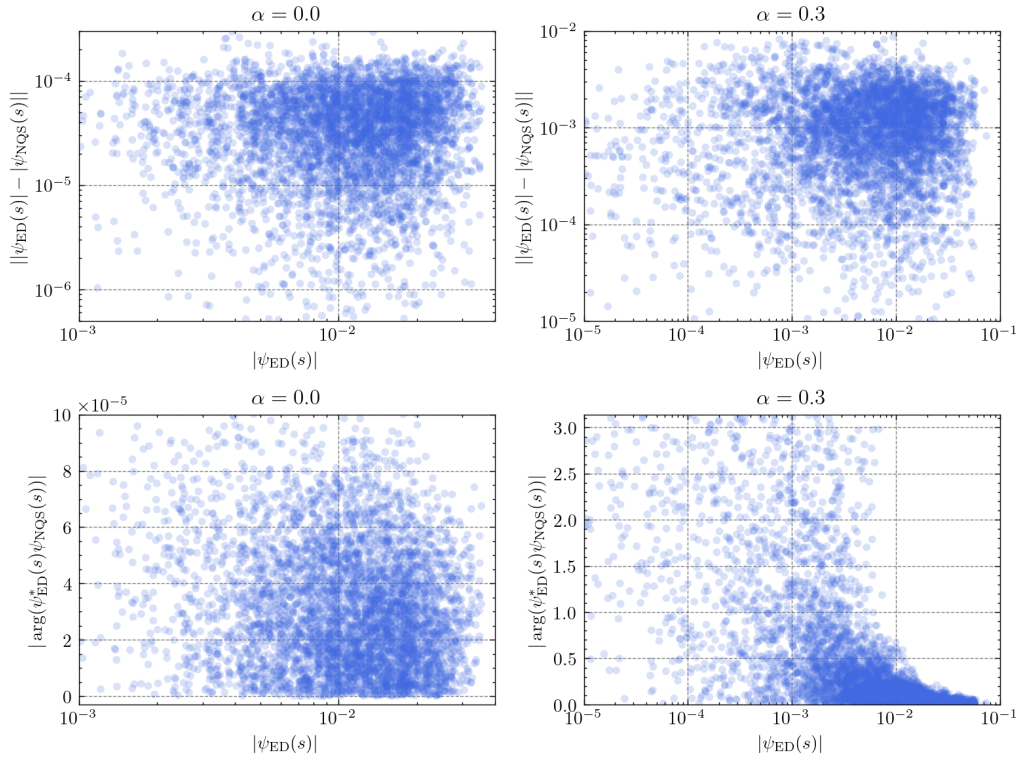 α = 0.0
||ψ_ED(s)| − |ψ_NQS(s)||
10⁻⁴
10⁻⁵
10⁻⁶
10⁻³ 10⁻²
|ψ_ED(s)|
α = 0.3
||ψ_ED(s)| − |ψ_NQS(s)||
10⁻²
10⁻³
10⁻⁴
10⁻⁵
10⁻⁵ 10⁻⁴ 10⁻³ 10⁻² 10⁻¹
|ψ_ED(s)|
α = 0.0
×10⁻⁵
| arg(ψ*_ED(s)ψ_NQS(s))|
10
8
6
4
2
0
10⁻³ 10⁻²
|ψ_ED(s)|
α = 0.3
| arg(ψ*_ED(s)ψ_NQS(s))|
3.0
2.5
2.0
1.5
1.0
0.5
0.0
10⁻⁵ 10⁻⁴ 10⁻³ 10⁻² 10⁻¹
|ψ_ED(s)|